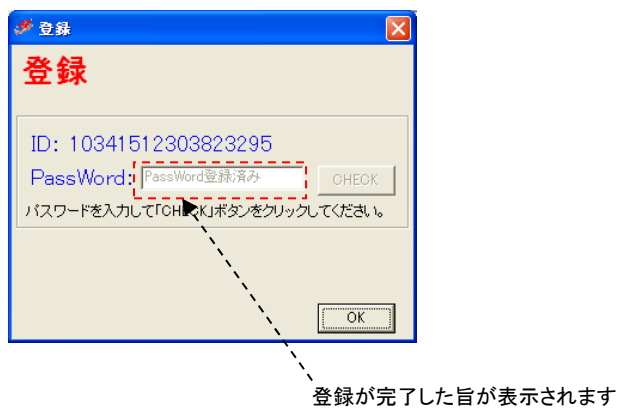 登録
登録
ID: 10341512303823295
PassWord: PassWord登録済み CHECK
パスワードを入力して「CHECK」ボタンをクリックしてください。
OK
登録が完了した旨が表示されます